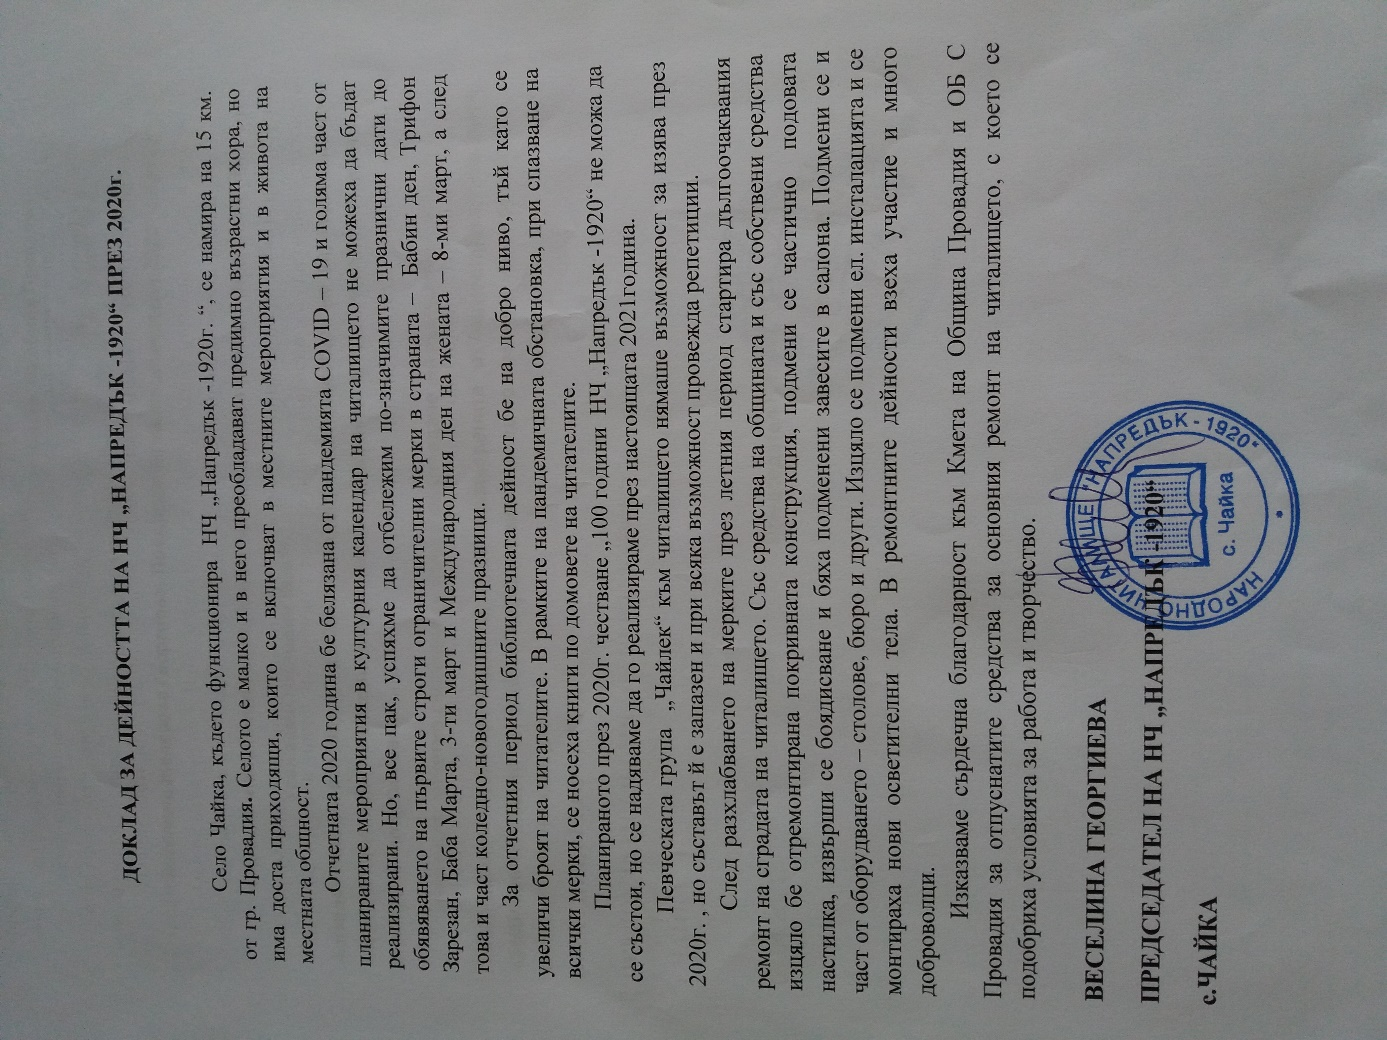 ДОКЛАД ЗА ДЕЙНОСТТА НА НЧ „НАПРЕДЪК -1920“ ПРЕЗ 2020г.
Село Чайка, където функционира НЧ „Напредък -1920г. “, се намира на 15 км.
от гр. Провадия. Селото е малко и в него преобладават предимно възрастни хора, но
има доста приходящи, които се включват в местните мероприятия и в живота на
местната общност.
Отчетната 2020 година бе белязана от пандемията COVID – 19 и голяма част от
планираните мероприятия в културния календар на читалището не можеха да бъдат
реализирани. Но, все пак, успяхме да отбележим по-значимите празнични дати до
обявяването на първите строги ограничителни мерки в страната – Бабин ден, Трифон
Зарезан, Баба Марта, 3-ти март и Международния ден на жената – 8-ми март, а след
това и част коледно-новогодишните празници.
За отчетния период библиотечната дейност бе на добро ниво, тъй като се
увеличи броят на читателите. В рамките на пандемичната обстановка, при спазване на
всички мерки, се носеха книги по домовете на читателите.
Планираното през 2020г. честване „100 години НЧ „Напредък -1920“ не можа да
се състои, но се надяваме да го реализираме през настоящата 2021година.
Певческата група „Чайлек“ към читалището нямаше възможност за изява през
2020г. , но съставът й е запазен и при всяка възможност провежда репетиции.
След разхлабването на мерките през летния период стартира дългоочаквания
ремонт на сградата на читалището. Със средства на общината и със собствени средства
изцяло бе отремонтирана покривната конструкция, подмени се частично подовата
настилка, извърши се боядисване и бяха подменени завесите в салона. Подмени се и
част от оборудването – столове, бюро и други. Изцяло се подмени ел. инсталацията и се
монтираха нови осветителни тела. В ремонтните дейности взеха участие и много
доброволци.
Изказваме сърдечна благодарност към Кмета на Община Провадия и ОБ С
Провадия за отпуснатите средства за основния ремонт на читалището, с което се
подобриха условията за работа и творчество.
ВЕСЕЛИНА ГЕОРГИЕВА
ПРЕДСЕДАТЕЛ НА НЧ „НАПРЕДЪК -1920“
с.ЧАЙКА
НАРОДНО ЧИТАЛИЩЕ "НАПРЕДЪК - 1920"
с. Чайка